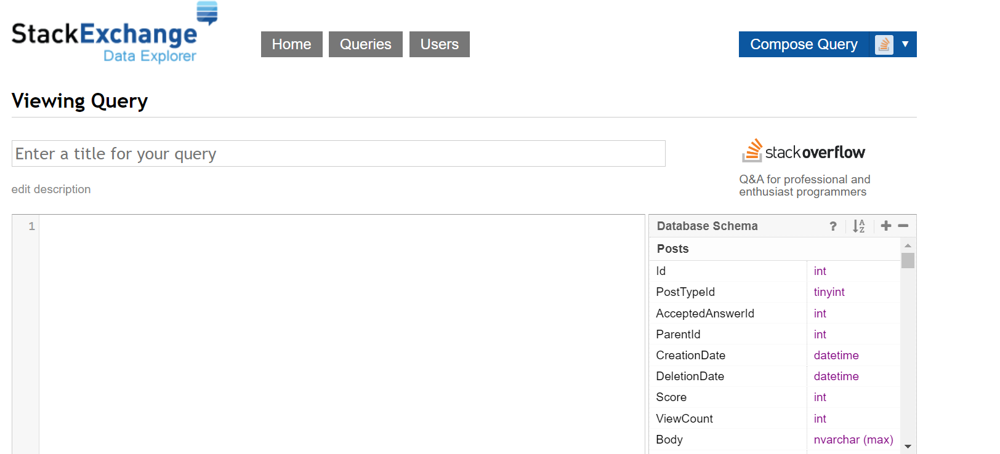 StackExchange
Data Explorer
Home Queries Users Compose Query
Viewing Query
Enter a title for your query
stackoverflow
Q&A for professional and
enthusiast programmers
edit description
1
Database Schema ? A Z
Posts
Id int
PostTypeId tinyint
AcceptedAnswerId int
ParentId int
CreationDate datetime
DeletionDate datetime
Score int
ViewCount int
Body nvarchar (max)